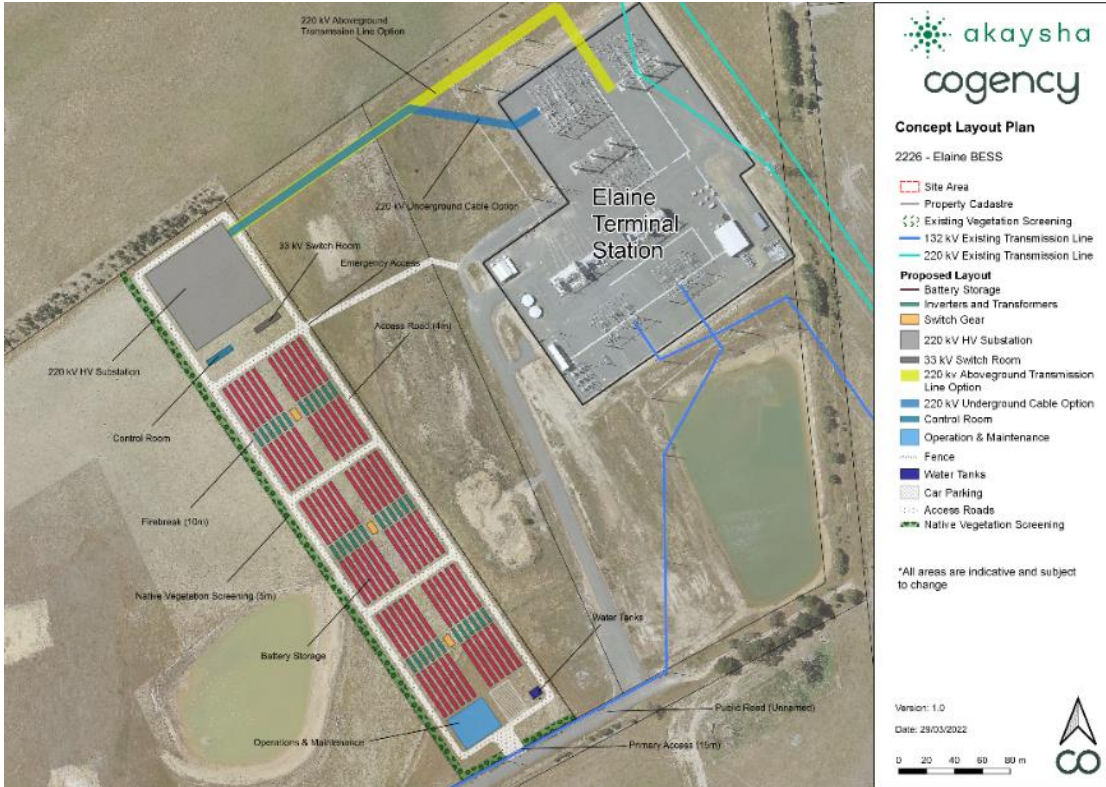 220 kV Aboveground
Transmssion Line Option
220 kV Underground Cable Option
33 kV Switch Room
Emergency Access
Elaine
Terminal
Station
Access Road (4m)
220 kV HV Substation
Control Room
Firebreak (10m)
Native Vegetation Screening (5m)
Battery Storage
Water Tanks
Public Road (Unnamed)
Operations & Maintenance
Primary Access (15m)
akaysha
cogency
Concept Layout Plan
2226 - Elaine BESS
Site Area
Property Cadastre
Existing Vegetation Screening
132 kV Existing Transmission Line
220 kV Existing Transmission Line
Proposed Layout
Battery Storage
Inverters and Transformers
Switch Gear
220 kV HV Substation
33 kV Switch Room
220 kv Aboveground Transmission
Line Option
220 kV Underground Cable Option
Control Room
Operation & Maintenance
Fence
Water Tanks
Car Parking
Access Roads
Native Vegetation Screening
*All areas are indicative and subject
to change
Version: 1.0
Date: 29/03/2022
0 20 40 60 80 m
CO